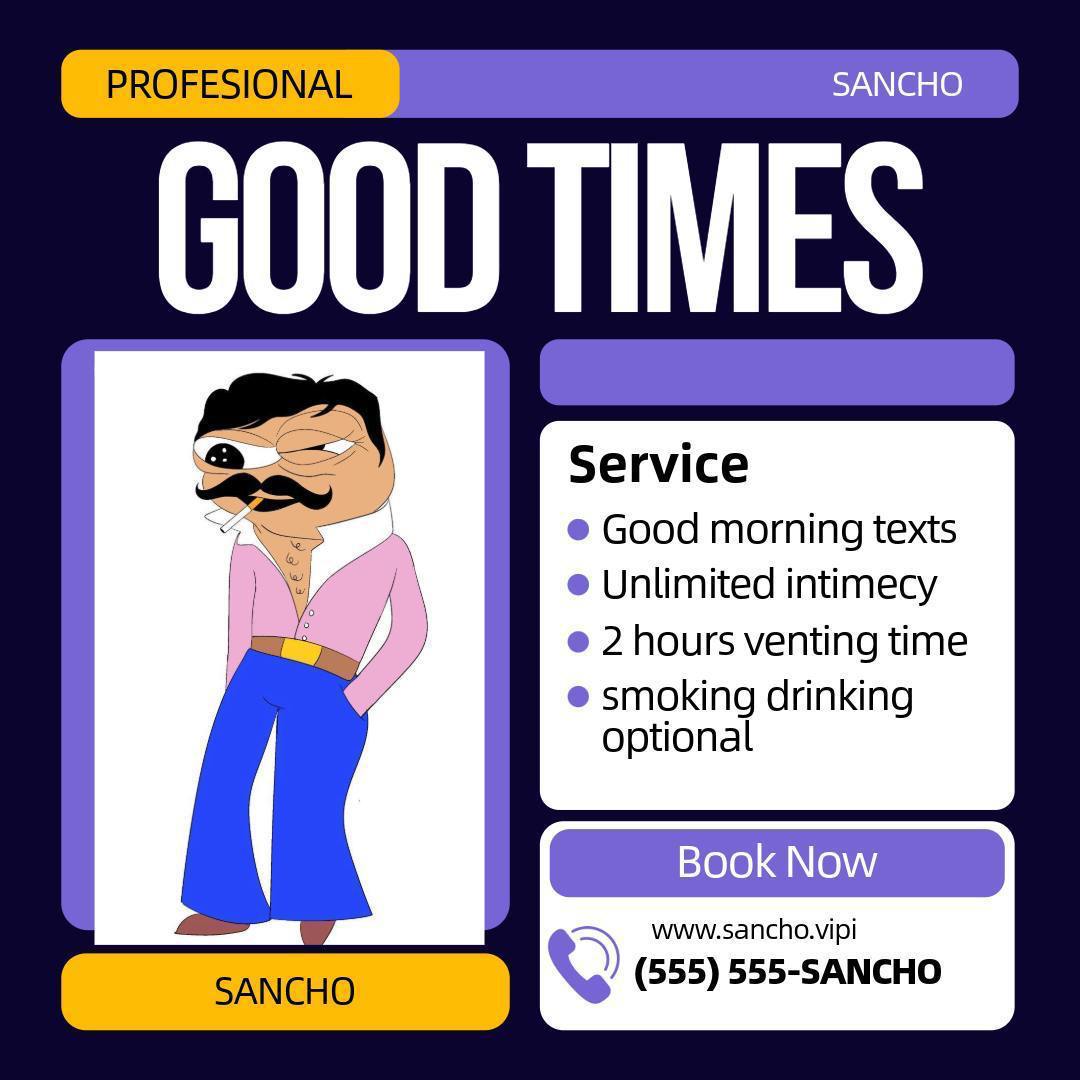 PROFESIONAL
SANCHO
GOOD TIMES
Service
Good morning texts
Unlimited intimecy
2 hours venting time
smoking drinking
optional
Book Now
www.sancho.vipi
(555) 555-SANCHO
SANCHO